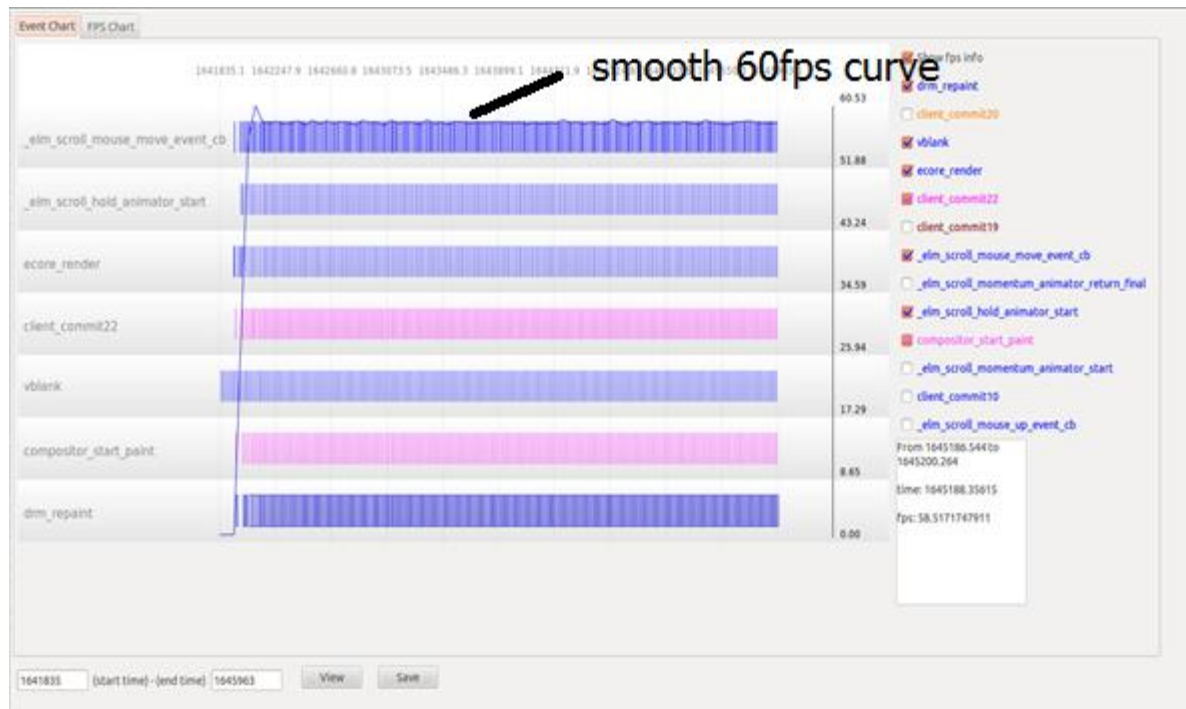 Event Chart FPS Chart
smooth 60fps curve
1641835.1 1642247.9 1642660.8 1643073.5 1643486.3 1643899.1
Show fps info
60.53
drm_repaint
client_commit20
_elm_scroll_mouse_move_event_cb
vblank
51.88
ecore_render
_elm_scroll_hold_animator_start
client_commit22
43.24
client_commit19
ecore_render
_elm_scroll_mouse_move_event_cb
34.59
_elm_scroll_momentum_animator_return_final
client_commit22
_elm_scroll_hold_animator_start
25.94
compositor_start_paint
_elm_scroll_momentum_animator_start
vblank
client_commit10
17.29
_elm_scroll_mouse_up_event_cb
compositor_start_paint
From 1645186.544 to
1645200.264
8.65
time: 1645188.35615
drm_repaint
fps: 58.5171747911
0.00
1641835 (start time) - (end time) 1645963 View Save